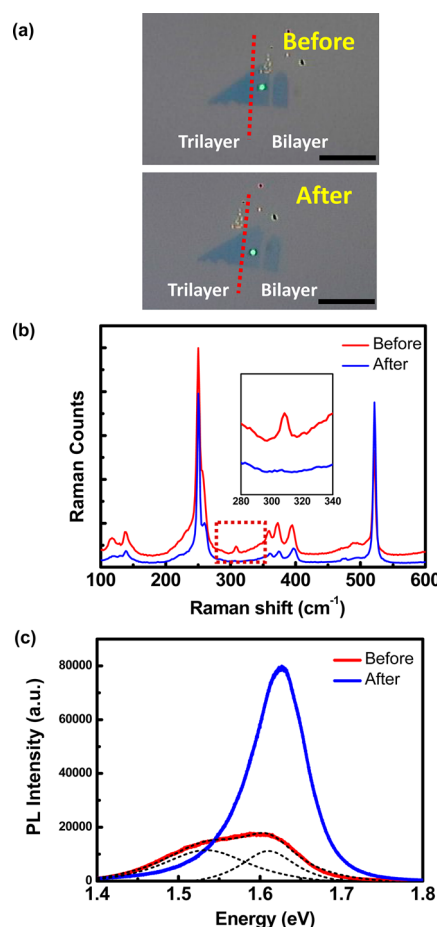 (a)
Before
Trilayer Bilayer
After
Trilayer Bilayer
(b)
Before
After
Raman Counts
280 300 320 340
100 200 300 400 500 600
Raman shift (cm⁻¹)
(c)
80000
Before
After
60000
40000
20000
0
PL Intensity (a.u.)
1.4 1.5 1.6 1.7 1.8
Energy (eV)